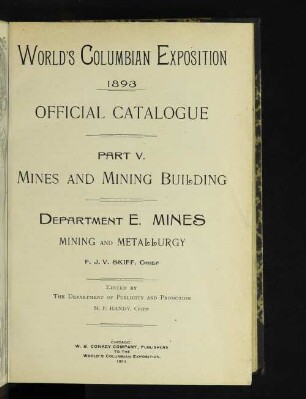 WORLD'S COLUMBIAN EXPOSITION
1893
OFFICIAL CATALOGUE
PART V.
MINES AND MINING BUILDING
DEPARTMENT E. MINES
MINING AND METALLURGY
F. J. V. SKIFF, CHIEF
EDITED BY
THE DEPARTMENT OF PUBLICITY AND PROMOTION
M. P. HANDY, CHIEF
CHICAGO:
W. B. CONKEY COMPANY, PUBLISHERS
TO THE
WORLD'S COLUMBIAN EXPOSITION.
1893